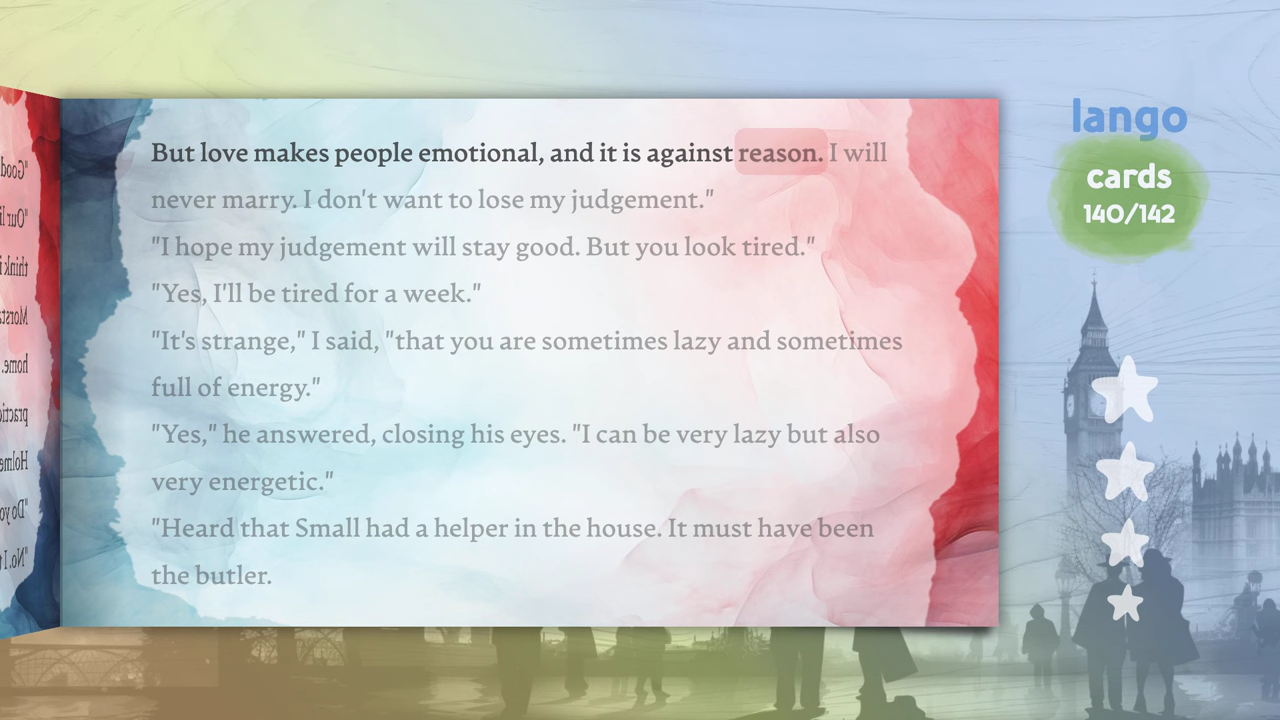 But love makes people emotional, and it is against reason. I will
never marry. I don't want to lose my judgement."
"I hope my judgement will stay good. But you look tired."
"Yes, I'll be tired for a week."
"It's strange," I said, "that you are sometimes lazy and sometimes
full of energy."
"Yes," he answered, closing his eyes. "I can be very lazy but also
very energetic."
"Heard that Small had a helper in the house. It must have been
the butler.
lango
cards
140/142